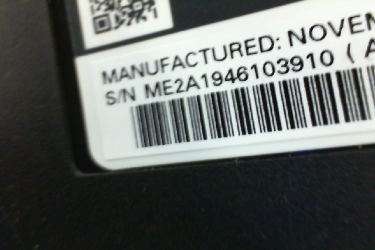 MANUFACTURED: NOVEM
S/N ME2A1946103910 ( A